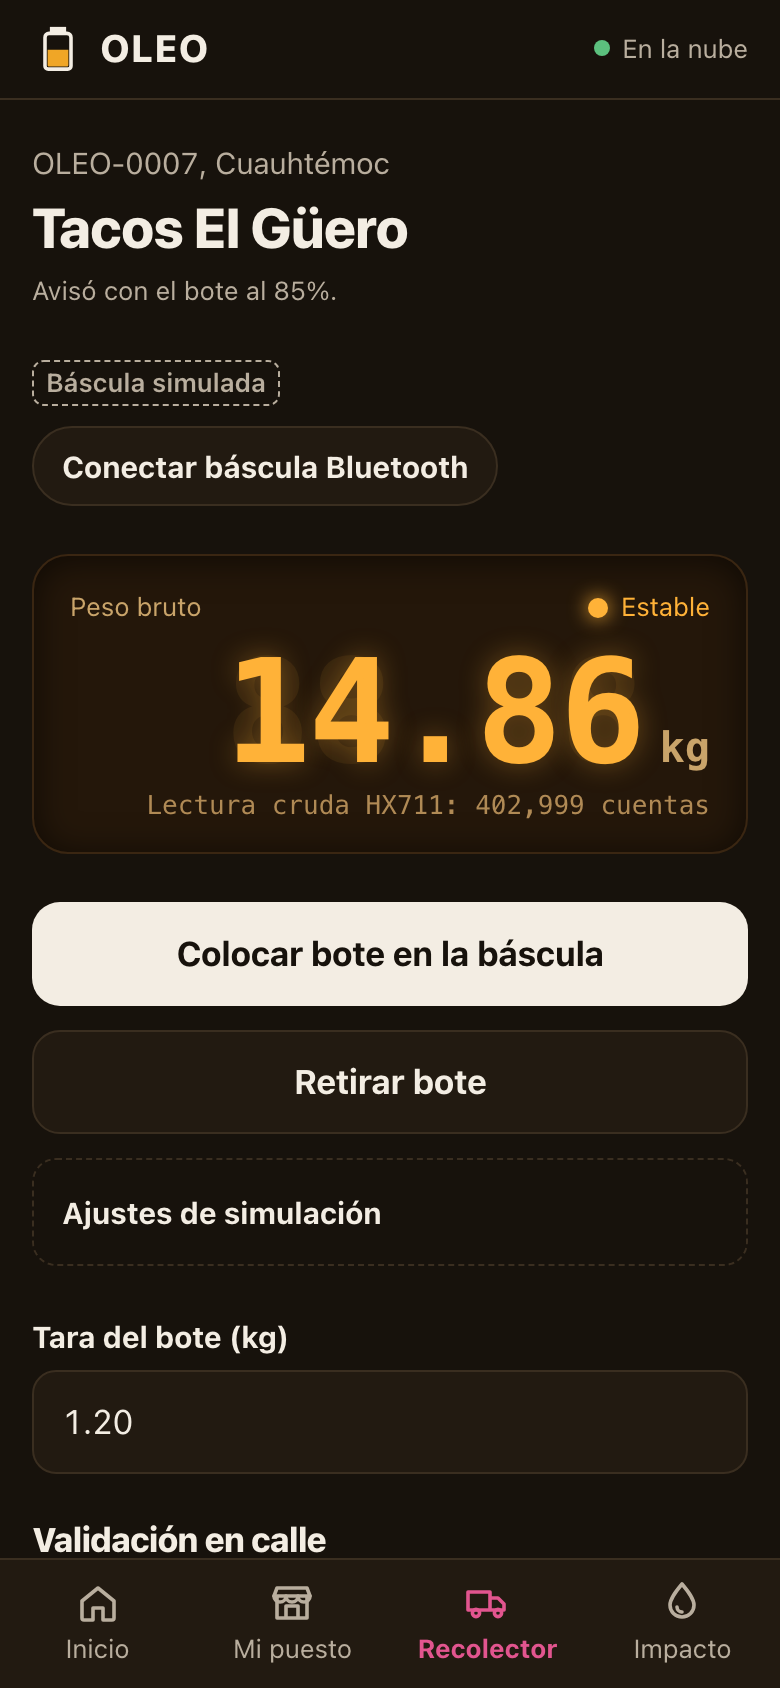 OLEO
En la nube
OLEO-0007, Cuauhtémoc
Tacos El Güero
Avisó con el bote al 85%.
Báscula simulada
Conectar báscula Bluetooth
Peso bruto
Estable
14.86 kg
Lectura cruda HX711: 402,999 cuentas
Colocar bote en la báscula
Retirar bote
Ajustes de simulación
Tara del bote (kg)
1.20
Validación en calle
Inicio
Mi puesto
Recolector
Impacto